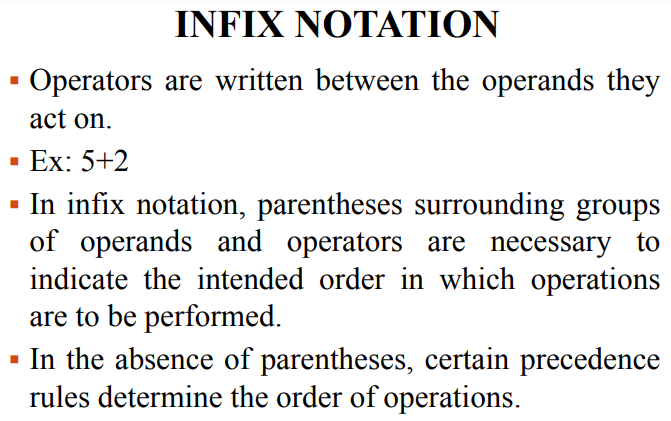 INFIX NOTATION
▪ Operators are written between the operands they
act on.
▪ Ex: 5+2
▪ In infix notation, parentheses surrounding groups
of operands and operators are necessary to
indicate the intended order in which operations
are to be performed.
▪ In the absence of parentheses, certain precedence
rules determine the order of operations.